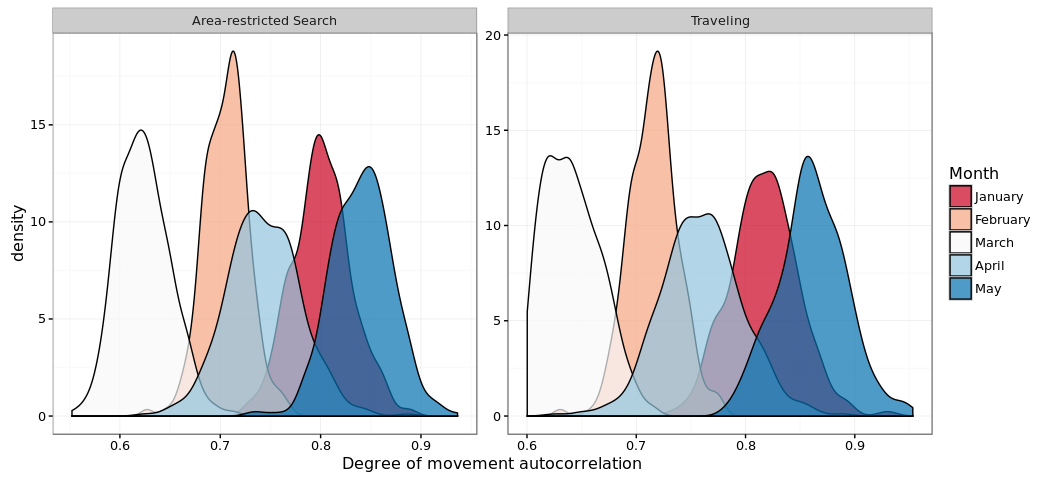 Area-restricted Search
Traveling
density
15
10
5
0
0.6
0.7
0.8
0.9
20
15
10
5
0
0.6
0.7
0.8
0.9
Degree of movement autocorrelation
Month
January
February
March
April
May